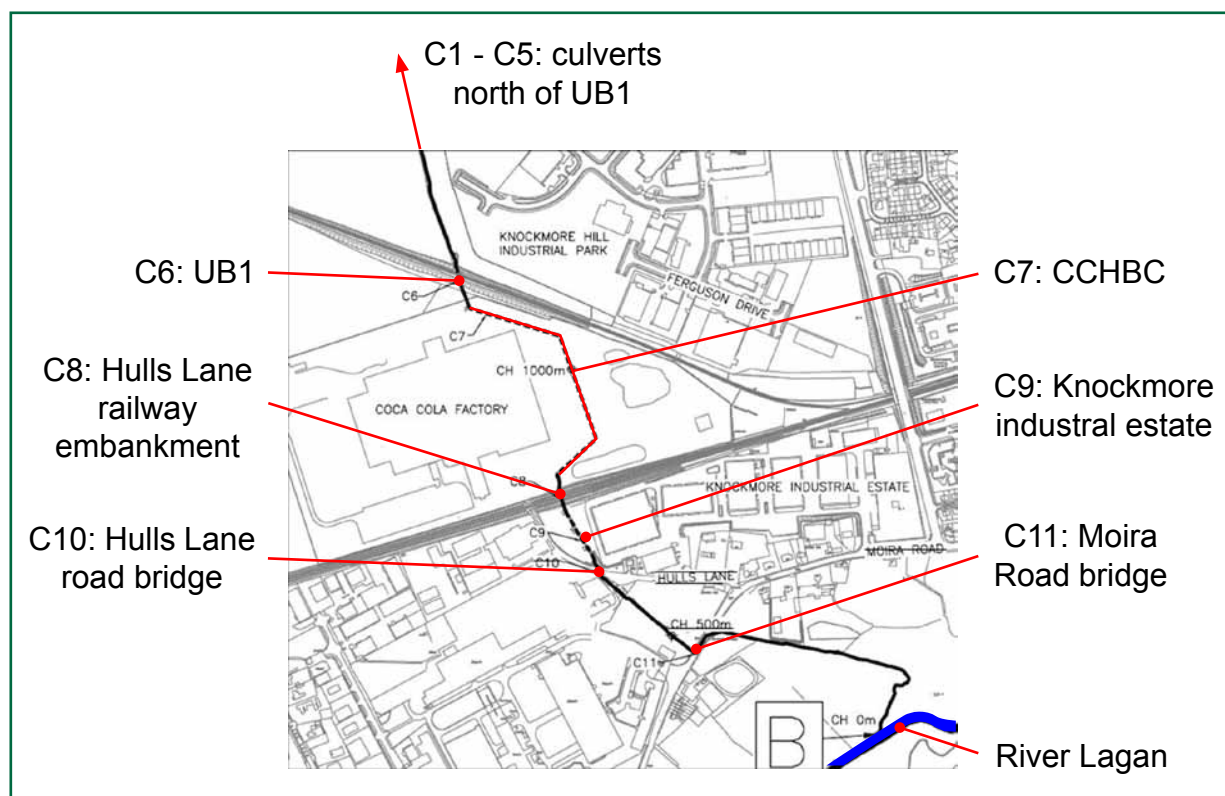 C1 - C5: culverts
north of UB1
C6: UB1
C7: CCHBC
C8: Hulls Lane
railway
embankment
C9: Knockmore
industral estate
C10: Hulls Lane
road bridge
C11: Moira
Road bridge
River Lagan
KNOCKMORE HILL
INDUSTRIAL PARK
FERGUSON DRIVE
C6
C7
CH 1000m
COCA COLA FACTORY
C8
KNOCKMORE INDUSTRIAL ESTATE
C9
C10
MOIRA ROAD
HULLS LANE
CH 500m
C11
CH 0m
B